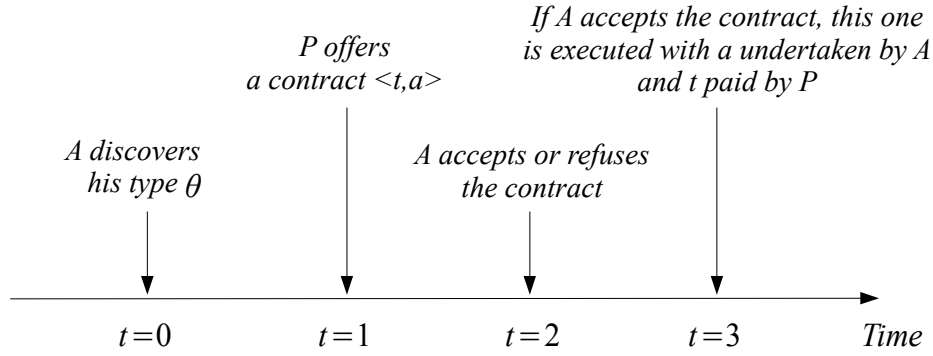 If A accepts the contract, this one
is executed with a undertaken by A
and t paid by P
P offers
a contract <t,a>
A discovers
his type θ
A accepts or refuses
the contract
t=0
t=1
t=2
t=3
Time